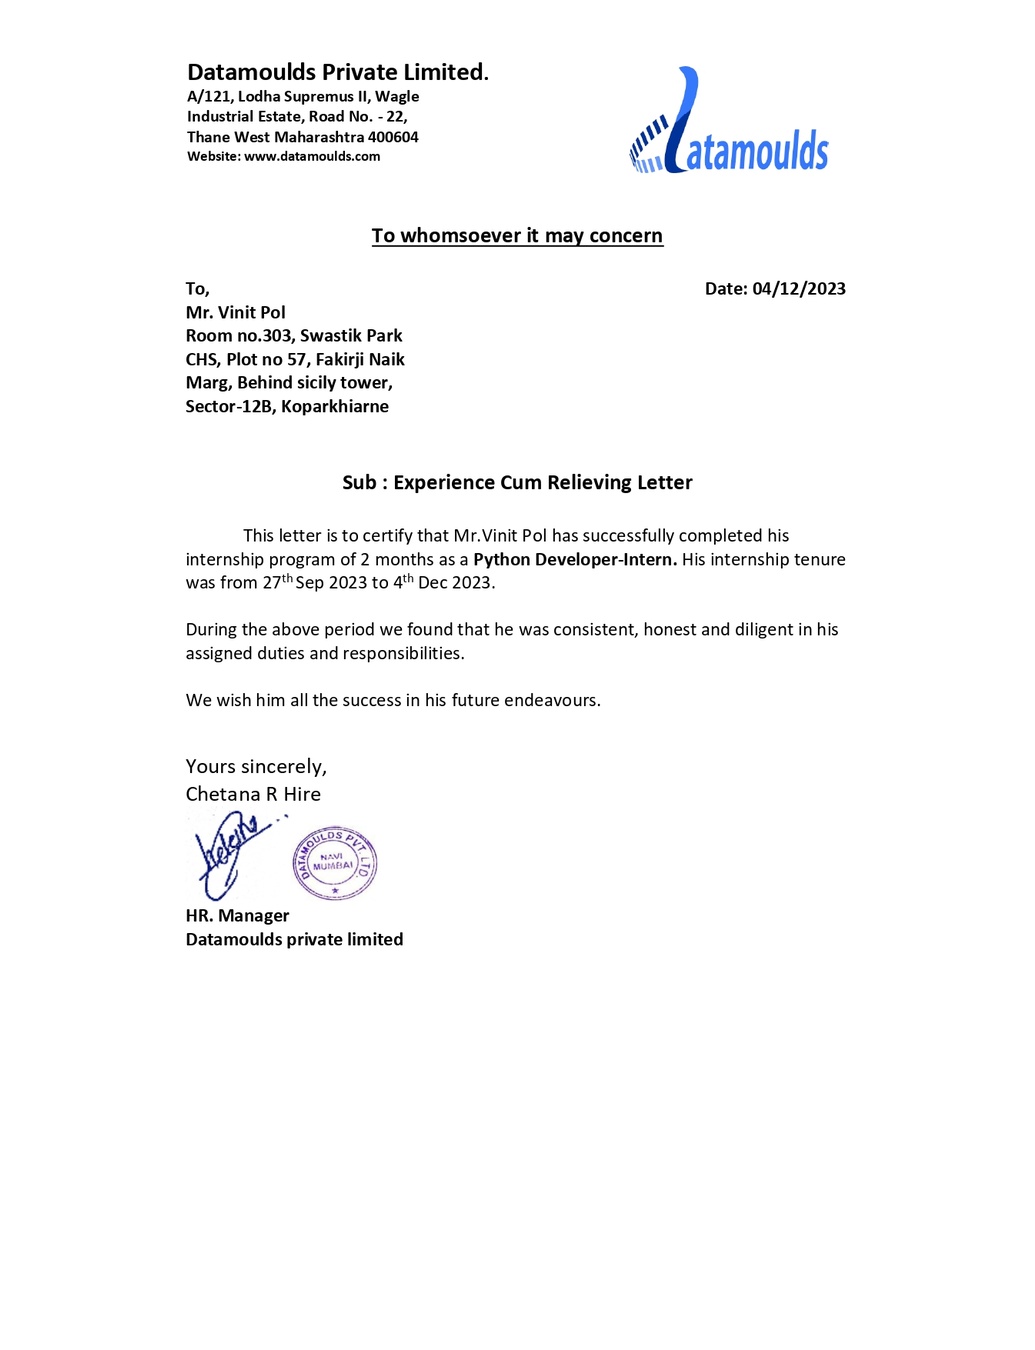 Datamoulds Private Limited.
A/121, Lodha Supremus II, Wagle
Industrial Estate, Road No. - 22,
Thane West Maharashtra 400604
Website: www.datamoulds.com
datamoulds
To whomsoever it may concern
To,
Date: 04/12/2023
Mr. Vinit Pol
Room no.303, Swastik Park
CHS, Plot no 57, Fakirji Naik
Marg, Behind sicily tower,
Sector-12B, Koparkhiarne
Sub : Experience Cum Relieving Letter
This letter is to certify that Mr.Vinit Pol has successfully completed his
internship program of 2 months as a Python Developer-Intern. His internship tenure
was from 27th Sep 2023 to 4th Dec 2023.
During the above period we found that he was consistent, honest and diligent in his
assigned duties and responsibilities.
We wish him all the success in his future endeavours.
Yours sincerely,
Chetana R Hire
DATAMOULDS PVT. LTD.
NAVI
MUMBAI
HR. Manager
Datamoulds private limited